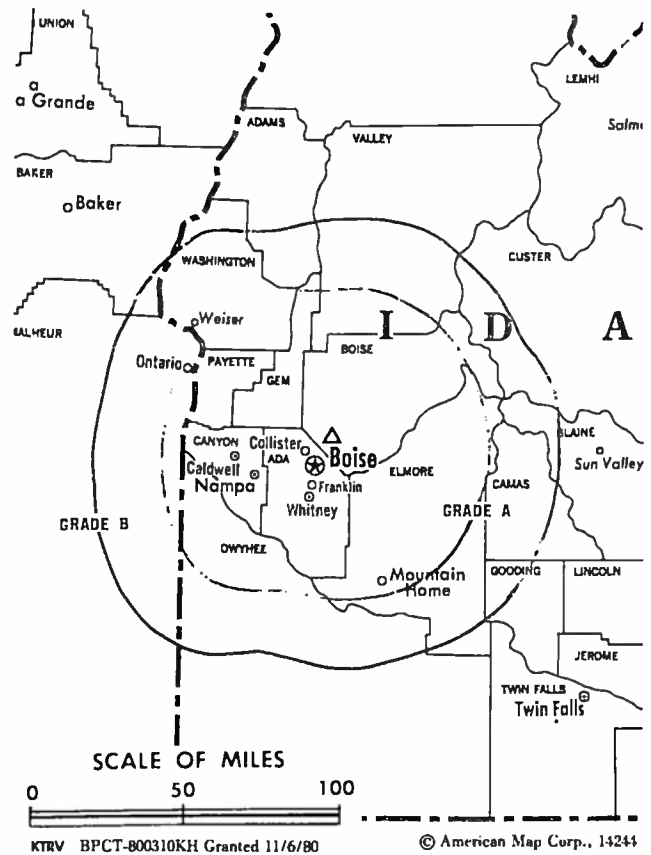 UNION
LEMHI
a
a Grande
ADAMS
VALLEY
Salm
BAKER
Baker
CUSTER
WASHINGTON
Weiser
I D A
ALHEUR
BOISE
PAYETTE
Ontario
GEM
BLAINE
CANYON
Collister
ADA
Boise
Caldwell
ELMORE
Sun Valley
Nampa
Franklin
CAMAS
Whitney
GRADE B
GRADE A
OWYHEE
Mountain
Home
GOODING
LINCOLN
JEROME
TWIN FALLS
Twin Falls
SCALE OF MILES
0 50 100
KTRV BPCT-800310KH Granted 11/6/80
© American Map Corp., 14244